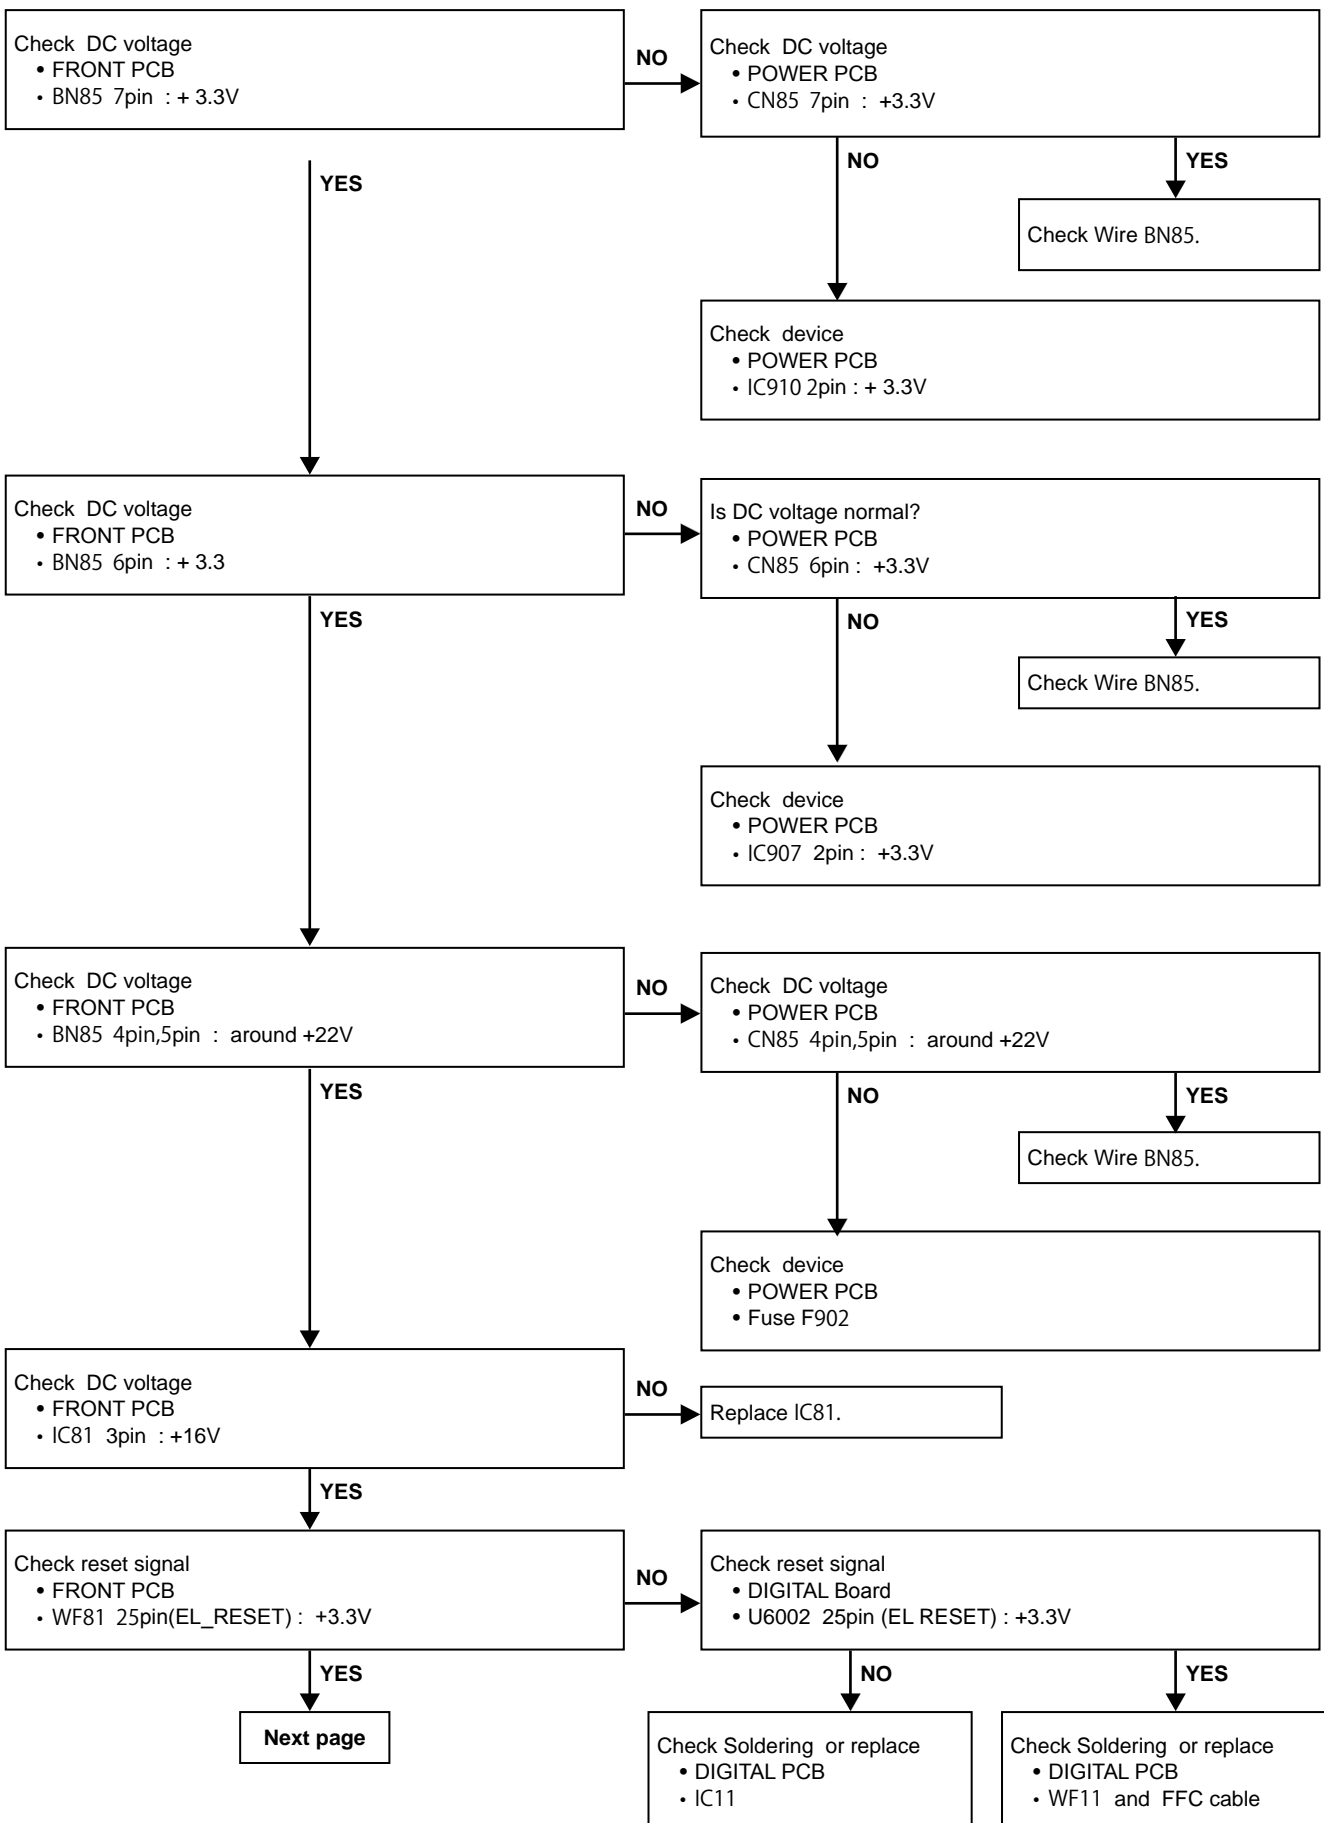 Check DC voltage
• FRONT PCB
• BN85 7pin : + 3.3V
NO
Check DC voltage
• POWER PCB
• CN85 7pin : +3.3V
YES
NO
YES
Check Wire BN85.
Check device
• POWER PCB
• IC910 2pin : + 3.3V
Check DC voltage
• FRONT PCB
• BN85 6pin : + 3.3
NO
Is DC voltage normal?
• POWER PCB
• CN85 6pin : +3.3V
YES
NO
YES
Check Wire BN85.
Check device
• POWER PCB
• IC907 2pin : +3.3V
Check DC voltage
• FRONT PCB
• BN85 4pin,5pin : around +22V
NO
Check DC voltage
• POWER PCB
• CN85 4pin,5pin : around +22V
YES
NO
YES
Check Wire BN85.
Check device
• POWER PCB
• Fuse F902
Check DC voltage
• FRONT PCB
• IC81 3pin : +16V
NO
Replace IC81.
YES
Check reset signal
• FRONT PCB
• WF81 25pin(EL_RESET) : +3.3V
NO
Check reset signal
• DIGITAL Board
• U6002 25pin (EL RESET) : +3.3V
YES
NO
YES
Next page
Check Soldering or replace
• DIGITAL PCB
• IC11
Check Soldering or replace
• DIGITAL PCB
• WF11 and FFC cable